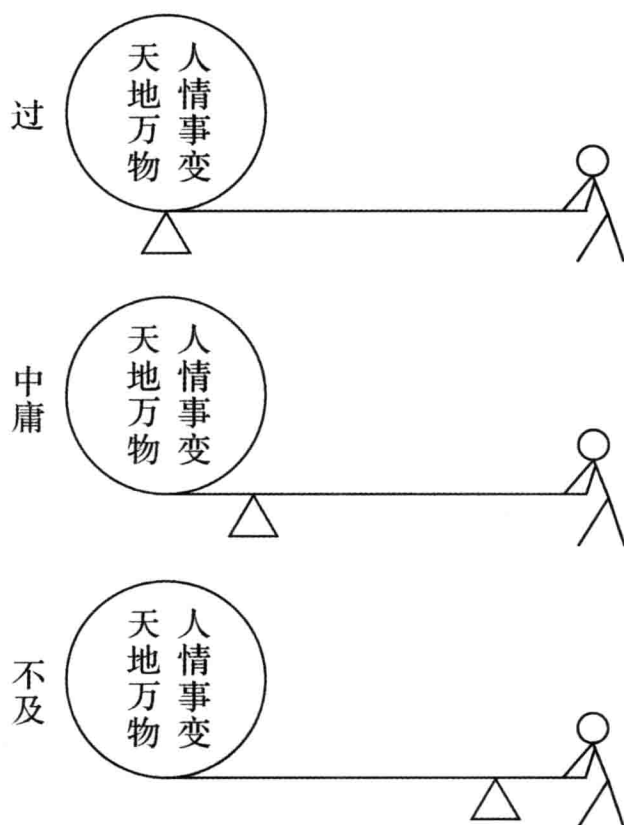 过
人情事变
天地万物
中庸
人情事变
天地万物
不及
人情事变
天地万物